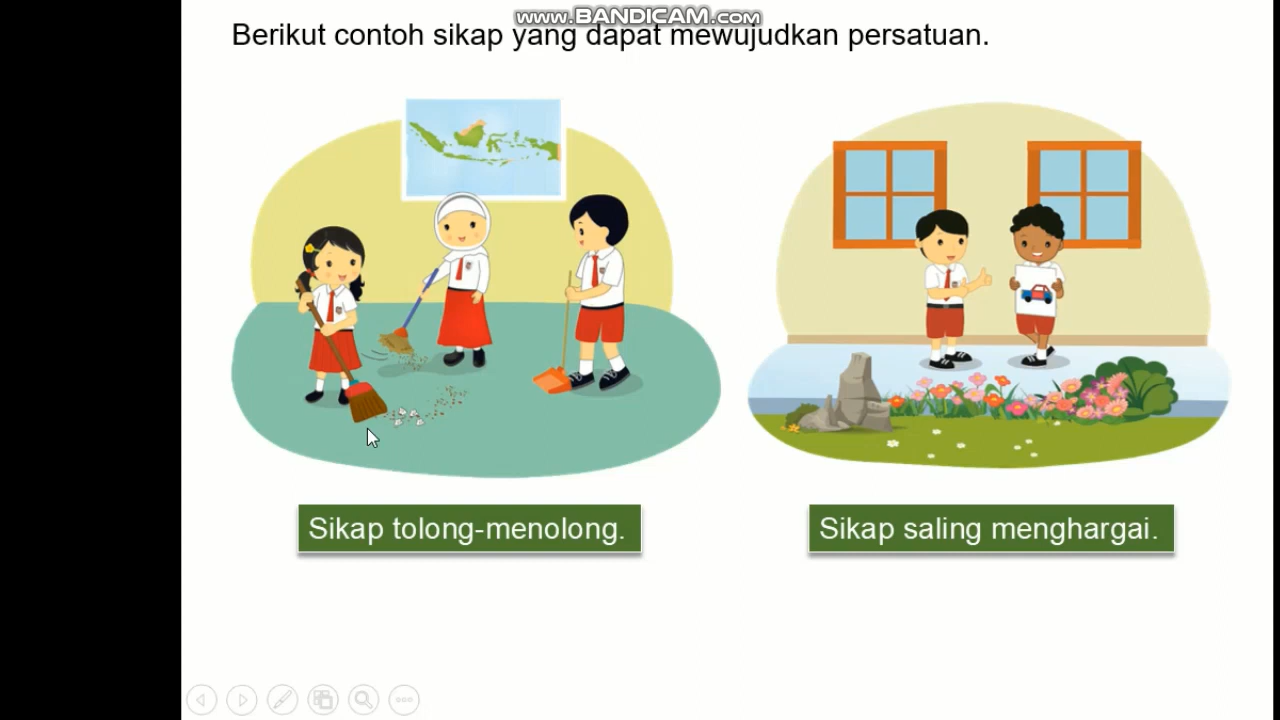 www.BANDICAM.com
Berikut contoh sikap yang dapat mewujudkan persatuan.
Sikap tolong-menolong.
Sikap saling menghargai.